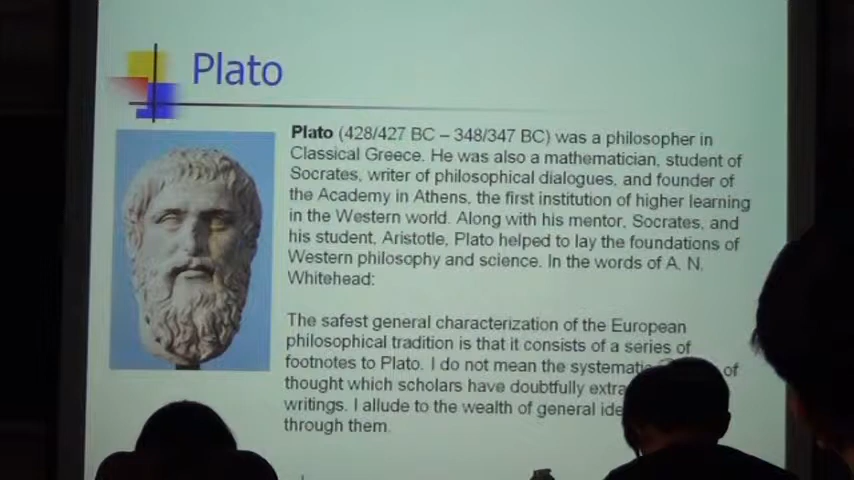 Plato
Plato (428/427 BC – 348/347 BC) was a philosopher in
Classical Greece. He was also a mathematician, student of
Socrates, writer of philosophical dialogues, and founder of
the Academy in Athens, the first institution of higher learning
in the Western world. Along with his mentor, Socrates, and
his student, Aristotle, Plato helped to lay the foundations of
Western philosophy and science. In the words of A. N.
Whitehead:
The safest general characterization of the European
philosophical tradition is that it consists of a series of
footnotes to Plato. I do not mean the systematic of
thought which scholars have doubtfully
writings. I allude to the wealth of general
through them.